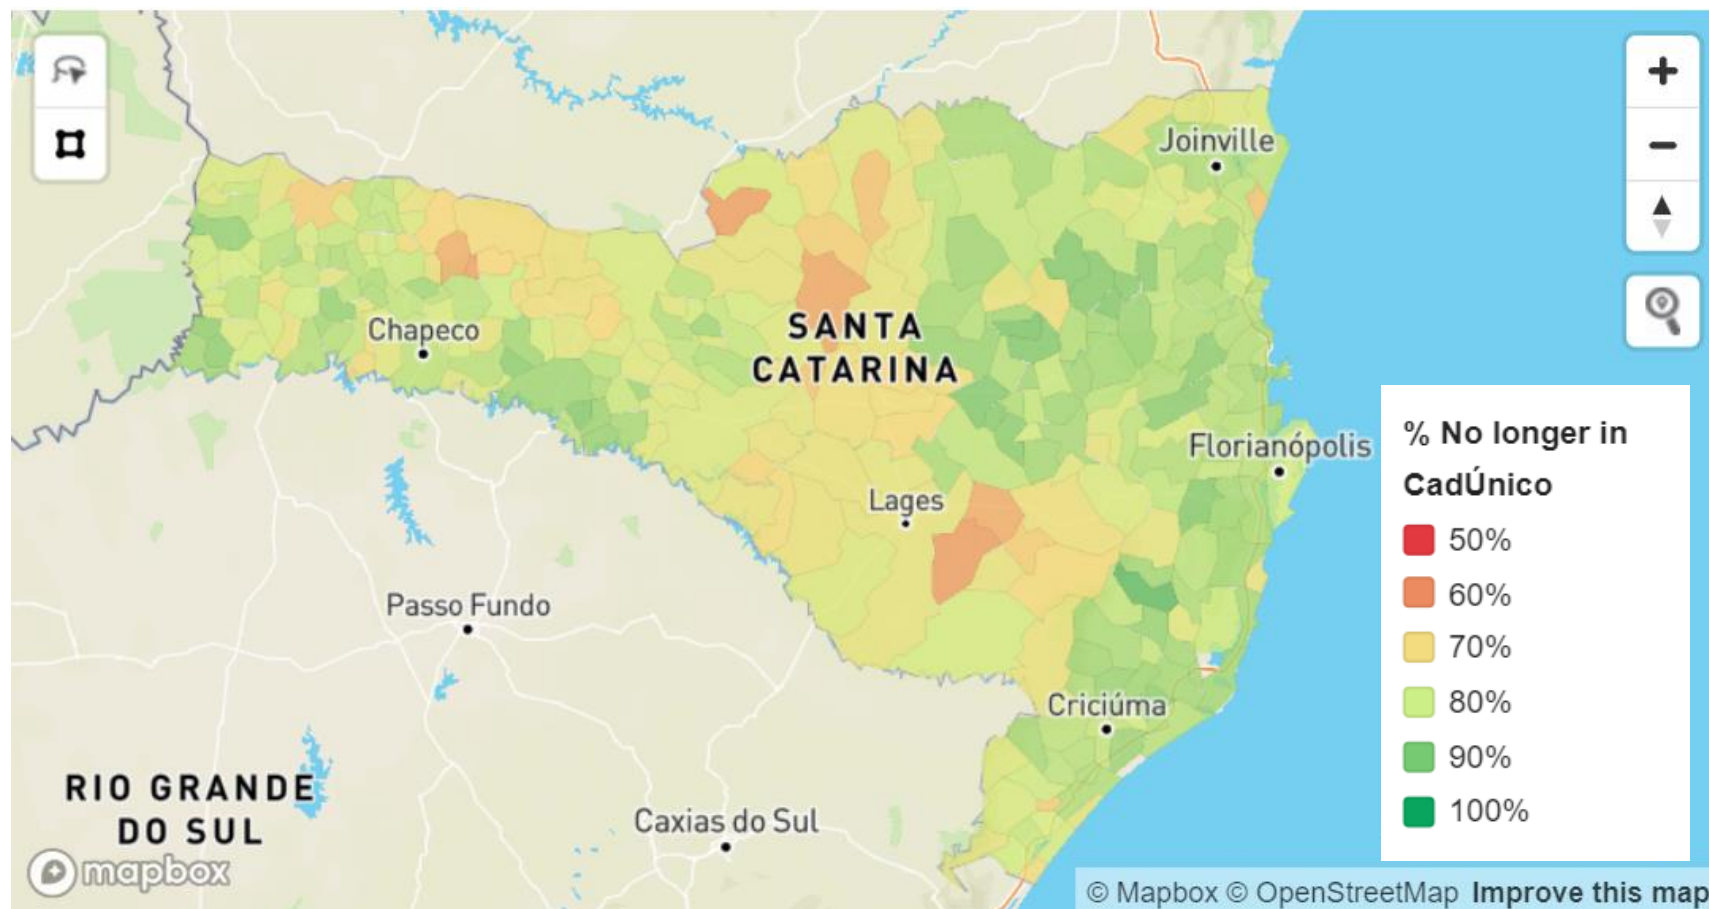 Joinville
Chapeco
SANTA
CATARINA
Florianópolis
Lages
Passo Fundo
Criciúma
RIO GRANDE
DO SUL
Caxias do Sul
% No longer in
CadÚnico
50%
60%
70%
80%
90%
100%
mapbox
© Mapbox © OpenStreetMap Improve this map